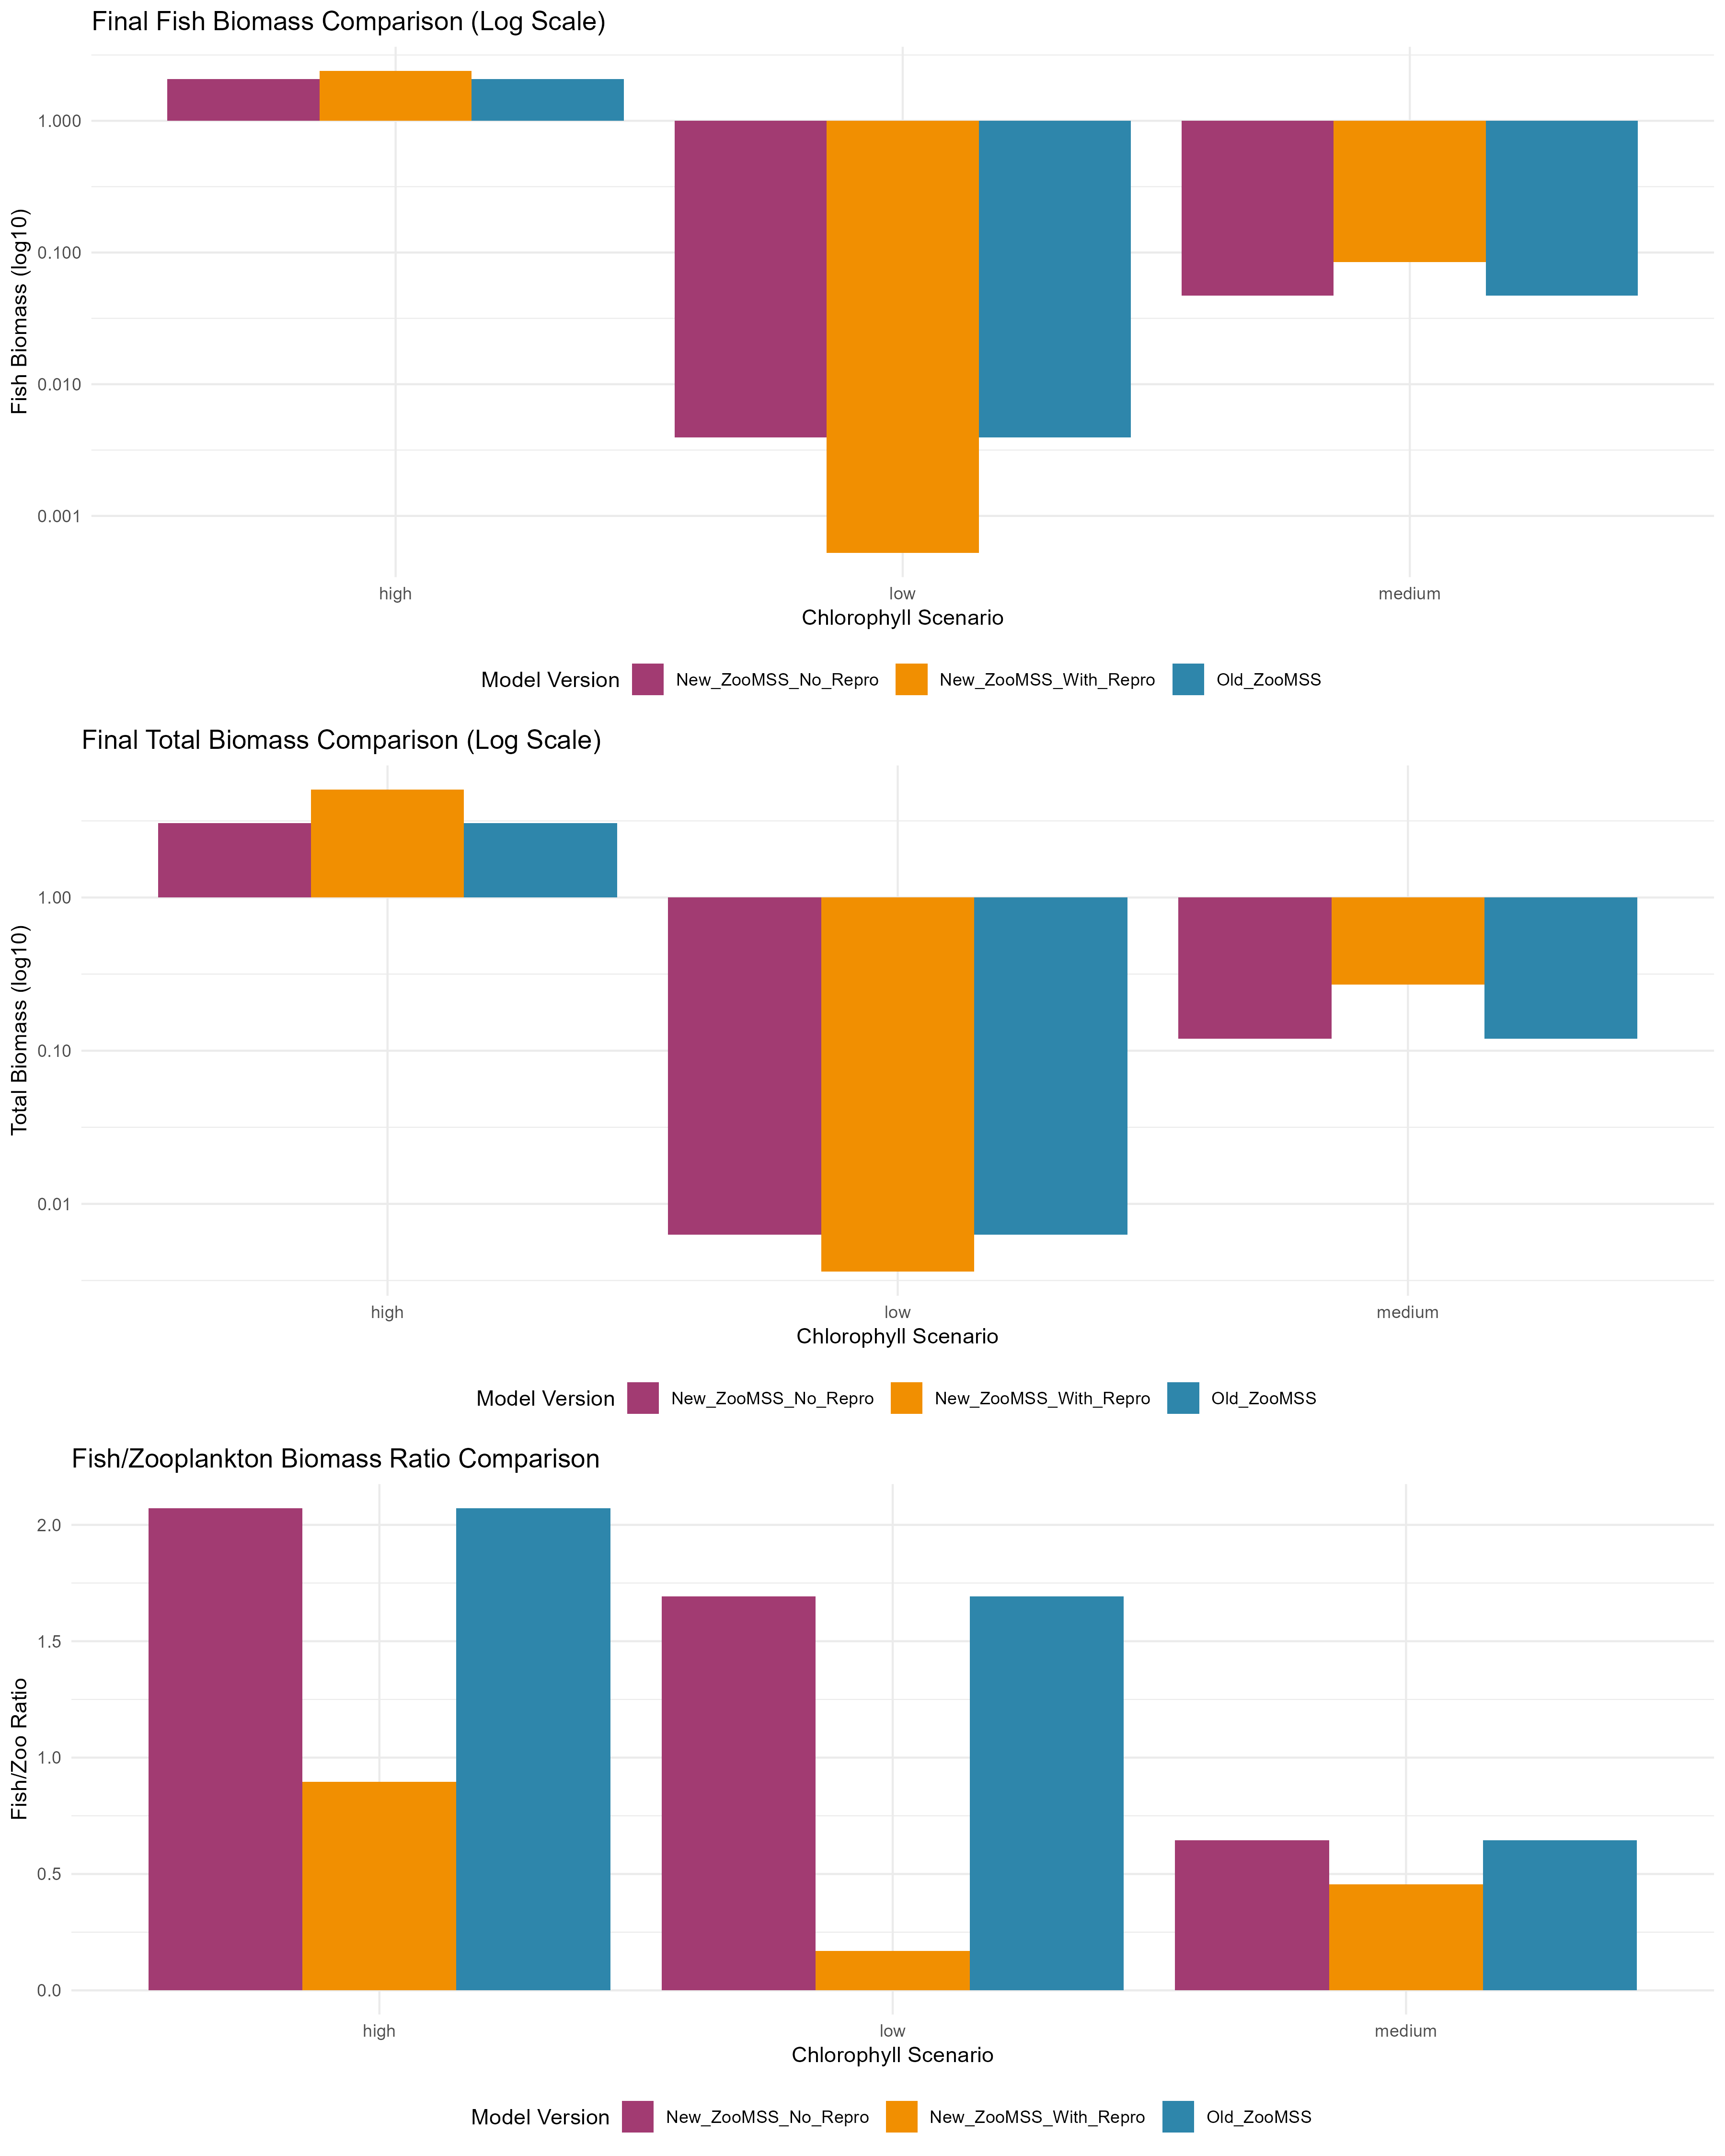 Final Fish Biomass Comparison (Log Scale)
Fish Biomass (log10)
1.000
0.100
0.010
0.001
high low medium
Chlorophyll Scenario
Model Version New_ZooMSS_No_Repro New_ZooMSS_With_Repro Old_ZooMSS
Final Total Biomass Comparison (Log Scale)
Total Biomass (log10)
1.00
0.10
0.01
high low medium
Chlorophyll Scenario
Model Version New_ZooMSS_No_Repro New_ZooMSS_With_Repro Old_ZooMSS
Fish/Zooplankton Biomass Ratio Comparison
Fish/Zoo Ratio
2.0
1.5
1.0
0.5
0.0
high low medium
Chlorophyll Scenario
Model Version New_ZooMSS_No_Repro New_ZooMSS_With_Repro Old_ZooMSS